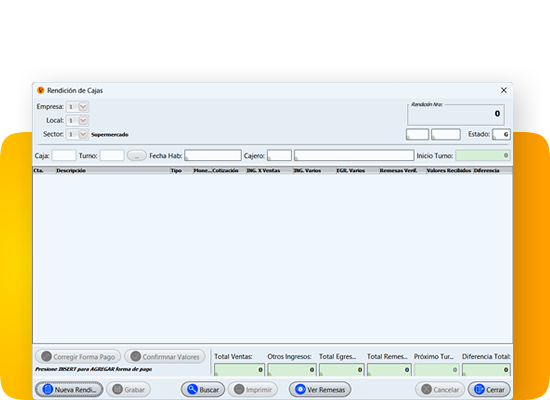 Rendición de Cajas
Empresa: 1
Rendición Nro:
0
Local: 1
Sector: 1 Supermercado
Estado: G
Caja: Turno: ... Fecha Hab: Cajero: Inicio Turno: 0
Cta. Descripción Tipo Mone... Cotización ING. X Ventas ING. Varios EGR. Varios Remesas Verif. Valores Recibidos Diferencia
Corregir Forma Pago Confirmnar Valores
Total Ventas: Otros Ingresos: Total Egres... Total Remes... Próximo Tur... Diferencia Total:
Presione INSERT para AGREGAR forma de pago
0 0 0 0 0 0
Nueva Rendi... Grabar Buscar Imprimir Ver Remesas Cancelar Cerrar